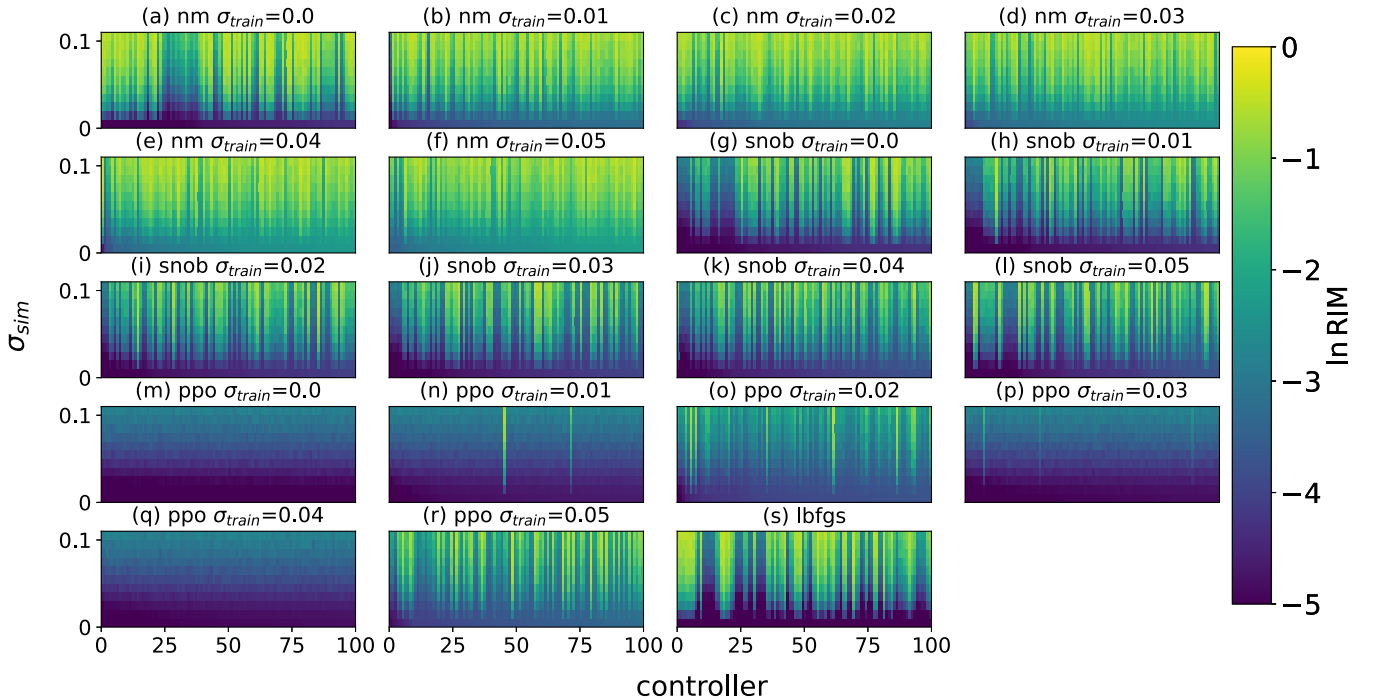 (a) nm σtrain=0.0
(b) nm σtrain=0.01
(c) nm σtrain=0.02
(d) nm σtrain=0.03
0.1
0
(e) nm σtrain=0.04
(f) nm σtrain=0.05
(g) snob σtrain=0.0
(h) snob σtrain=0.01
0.1
0
(i) snob σtrain=0.02
(j) snob σtrain=0.03
(k) snob σtrain=0.04
(l) snob σtrain=0.05
0.1
0
(m) ppo σtrain=0.0
(n) ppo σtrain=0.01
(o) ppo σtrain=0.02
(p) ppo σtrain=0.03
0.1
0
(q) ppo σtrain=0.04
(r) ppo σtrain=0.05
(s) lbfgs
0.1
0
0 25 50 75 100
0 25 50 75 100
0 25 50 75 100
controller
σsim
0
−1
−2
−3
−4
−5
ln RIM